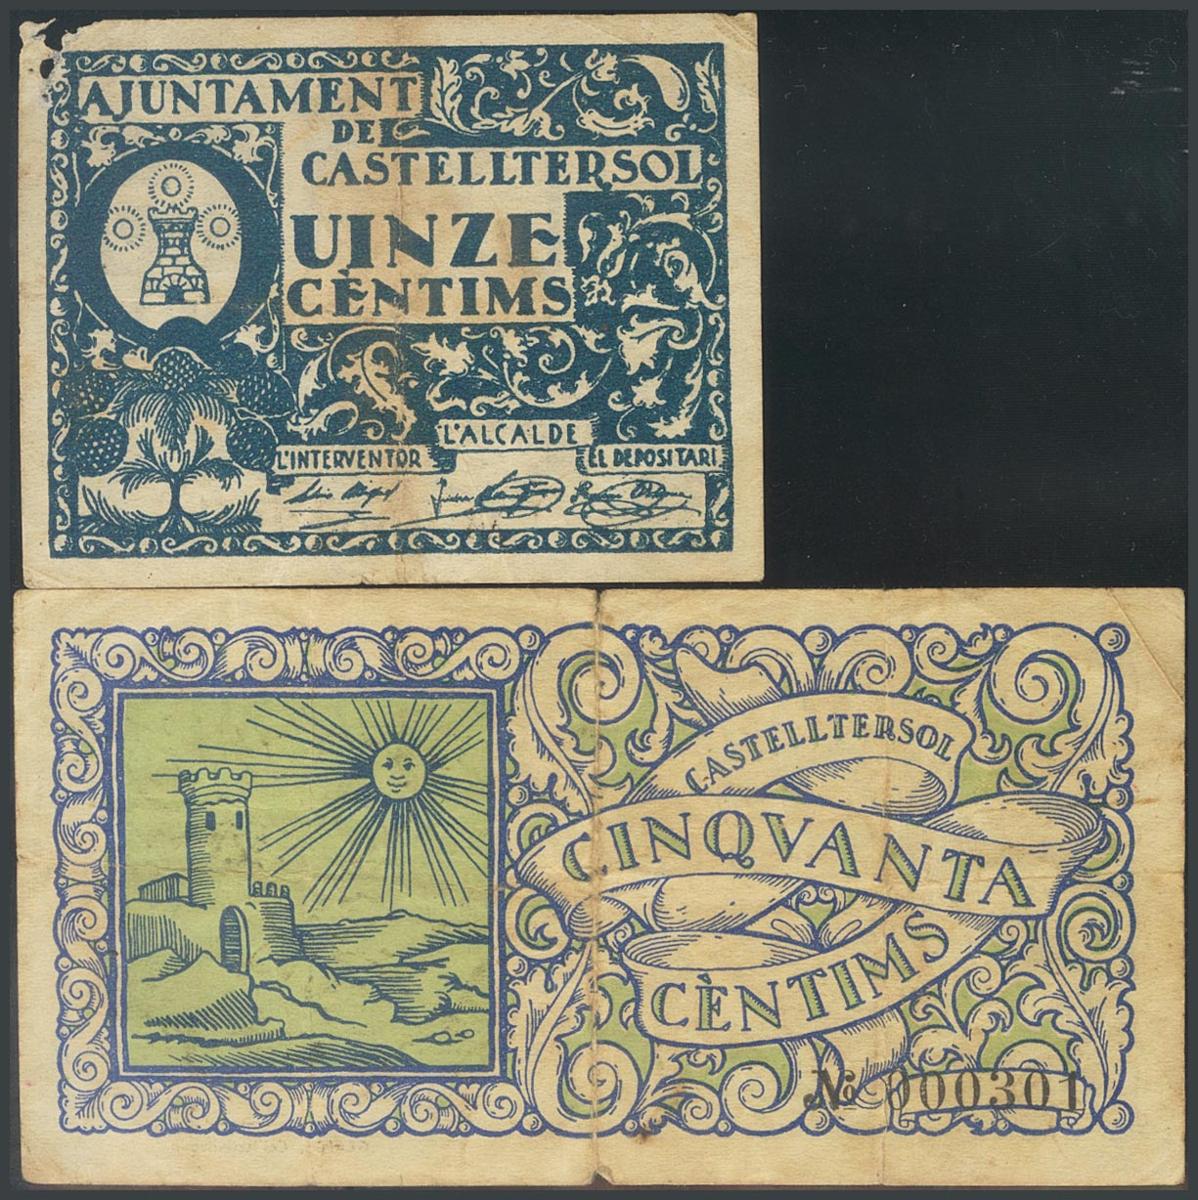 AJUNTAMENT
DE
CASTELLTERSOL
QUINZE
CÈNTIMS
L'ALCALDE
L'INTERVENTOR
EL DEPOSITARI
CASTELLTERSOL
CINQVANTA
CÈNTIMS
No 000301